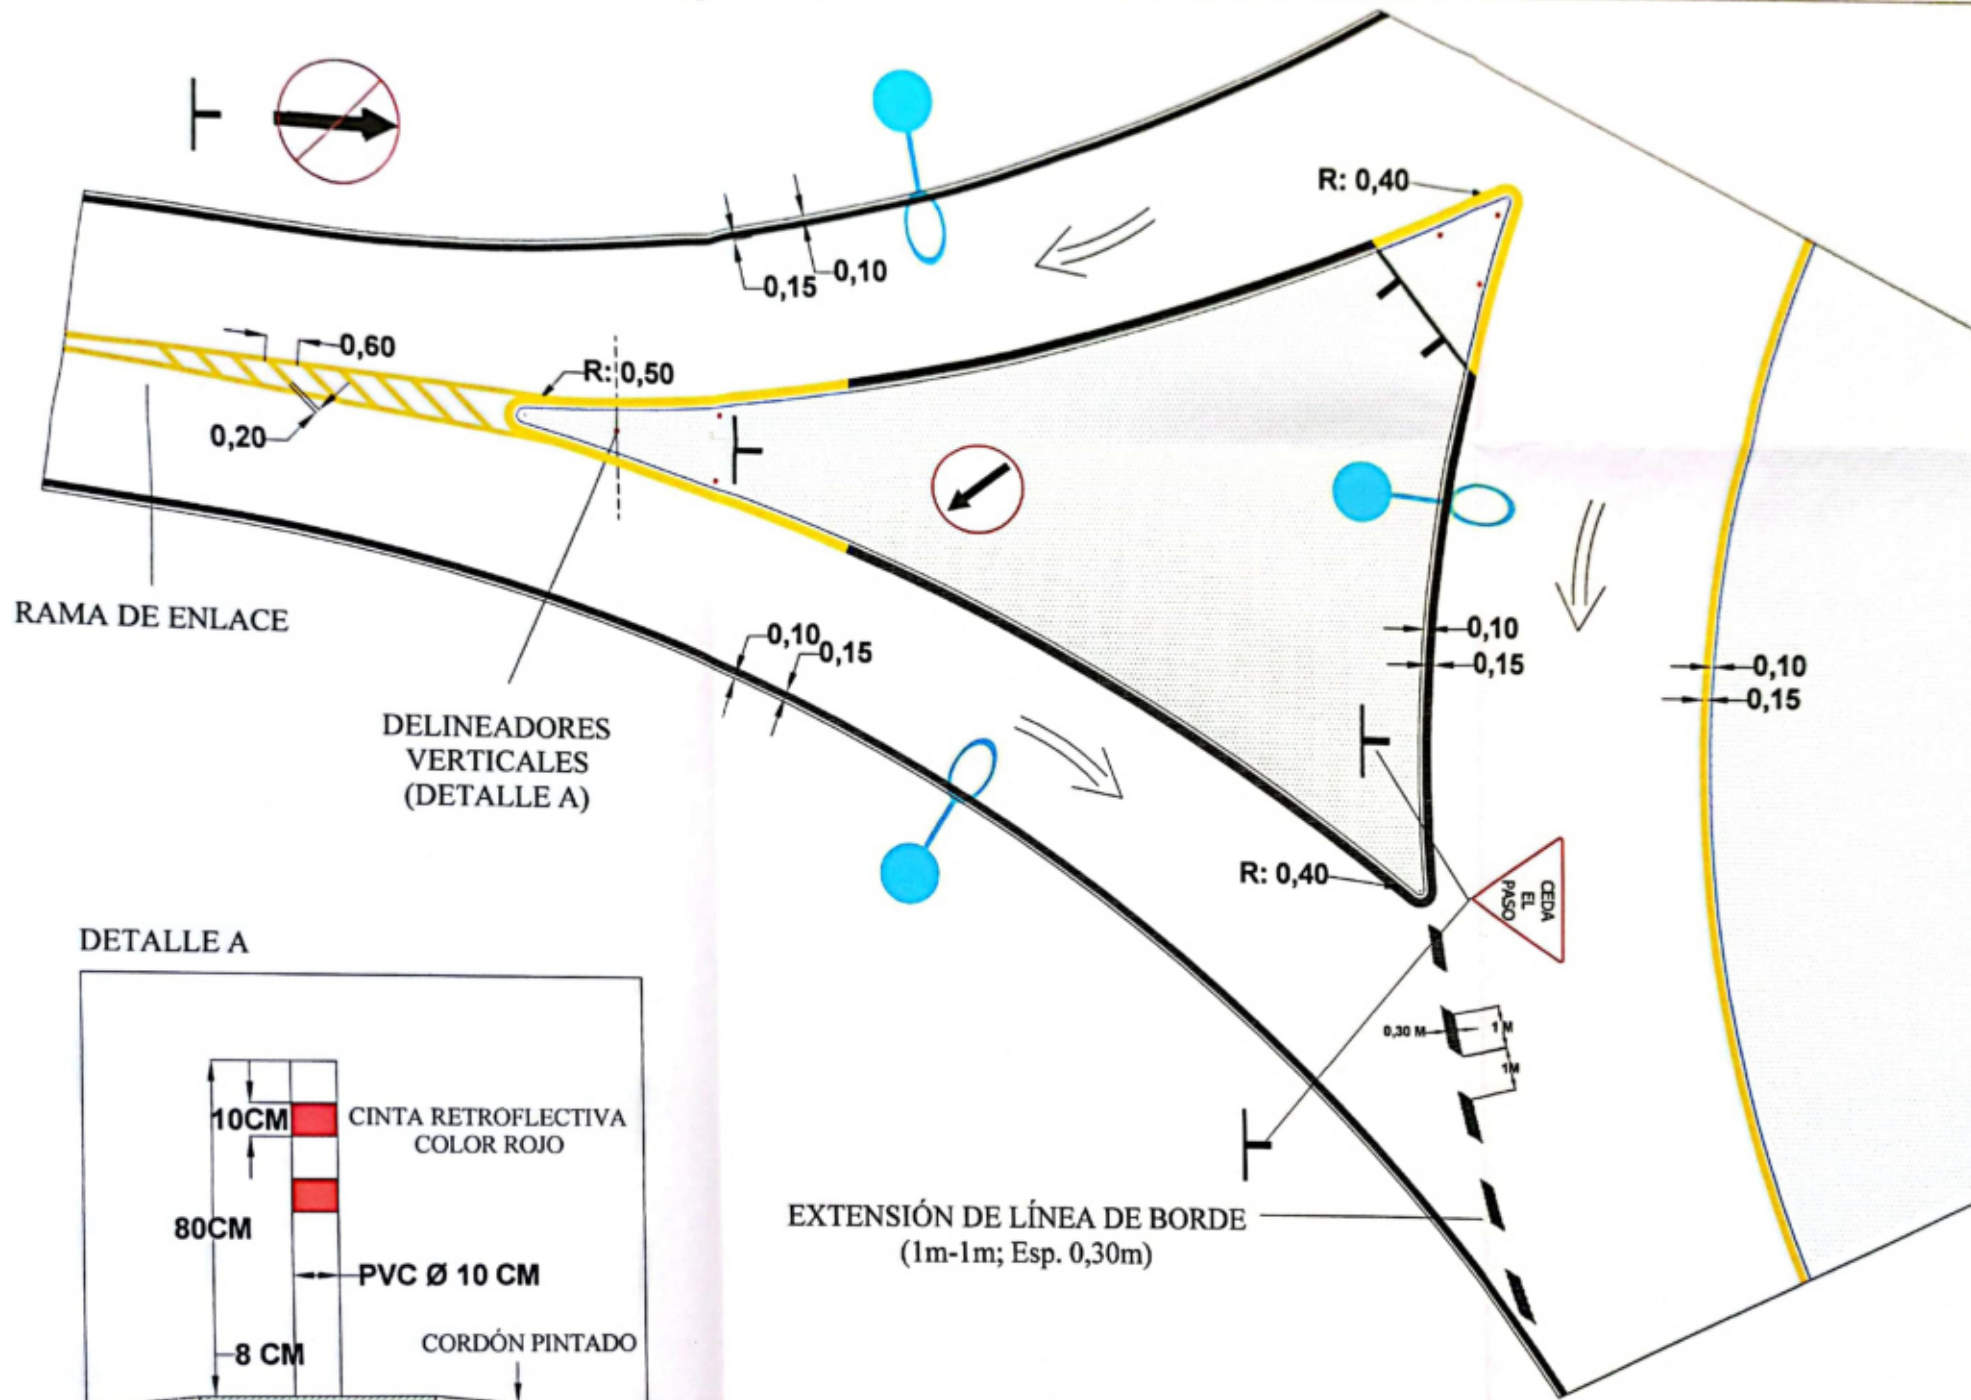 R: 0,40
0,15
0,10
0,60
R: 0,50
0,20
RAMA DE ENLACE
0,10
0,15
0,10
0,15
0,10
0,15
DELINEADORES
VERTICALES
(DETALLE A)
R: 0,40
CEDA
EL
PASO
0,30 M
1 M
1M
DETALLE A
10CM
CINTA RETROFLECTIVA
COLOR ROJO
80CM
PVC Ø 10 CM
8 CM
CORDÓN PINTADO
EXTENSIÓN DE LÍNEA DE BORDE
(1m-1m; Esp. 0,30m)